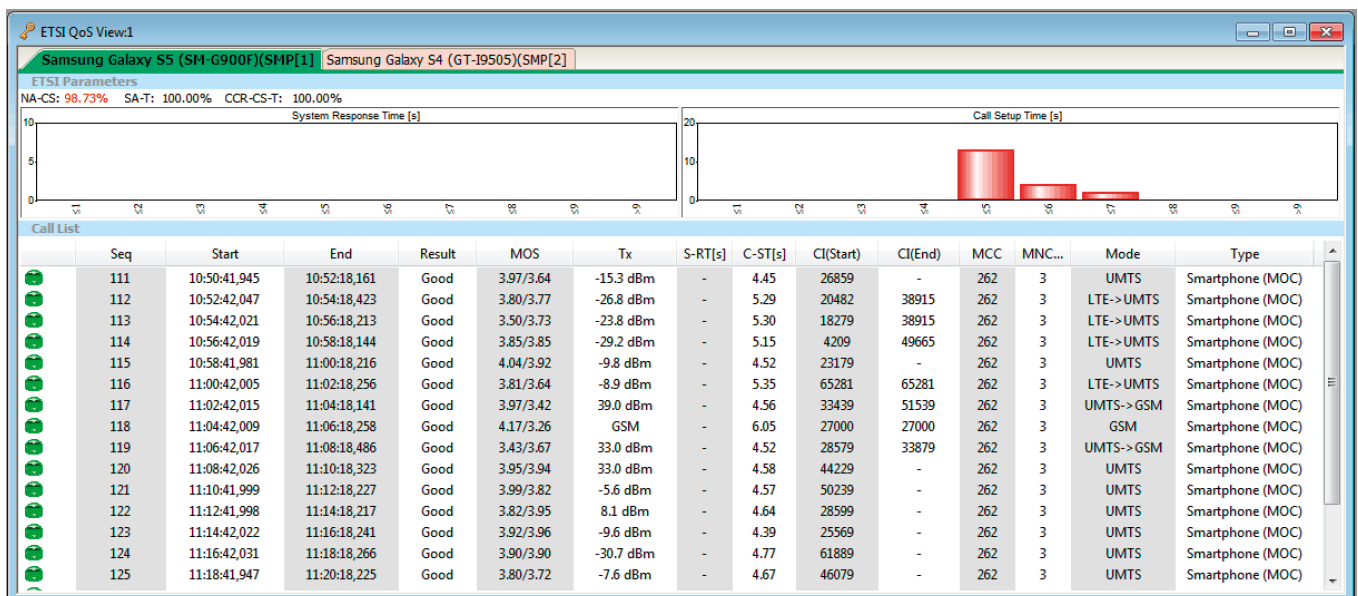 ETSI QoS View:1
Samsung Galaxy S5 (SM-G900F)(SMP[1] Samsung Galaxy S4 (GT-I9505)(SMP[2]
ETSI Parameters
NA-CS: 98.73% SA-T: 100.00% CCR-CS-T: 100.00%
System Response Time [s]
10
5
0
≤1 ≤2 ≤3 ≤4 ≤5 ≤6 ≤7 ≤8 ≤9 >9
Call Setup Time [s]
20
10
0
≤1 ≤2 ≤3 ≤4 ≤5 ≤6 ≤7 ≤8 ≤9 >9
Call List
Seq Start End Result MOS Tx S-RT[s] C-ST[s] CI(Start) CI(End) MCC MNC... Mode Type
111 10:50:41,945 10:52:18,161 Good 3.97/3.64 -15.3 dBm - 4.45 26859 - 262 3 UMTS Smartphone (MOC)
112 10:52:42,047 10:54:18,423 Good 3.80/3.77 -26.8 dBm - 5.29 20482 38915 262 3 LTE->UMTS Smartphone (MOC)
113 10:54:42,021 10:56:18,213 Good 3.50/3.73 -23.8 dBm - 5.30 18279 38915 262 3 LTE->UMTS Smartphone (MOC)
114 10:56:42,019 10:58:18,144 Good 3.85/3.85 -29.2 dBm - 5.15 4209 49665 262 3 LTE->UMTS Smartphone (MOC)
115 10:58:41,981 11:00:18,216 Good 4.04/3.92 -9.8 dBm - 4.52 23179 - 262 3 UMTS Smartphone (MOC)
116 11:00:42,005 11:02:18,256 Good 3.81/3.64 -8.9 dBm - 5.35 65281 65281 262 3 LTE->UMTS Smartphone (MOC)
117 11:02:42,015 11:04:18,141 Good 3.97/3.42 39.0 dBm - 4.56 33439 51539 262 3 UMTS->GSM Smartphone (MOC)
118 11:04:42,009 11:06:18,258 Good 4.17/3.26 GSM - 6.05 27000 27000 262 3 GSM Smartphone (MOC)
119 11:06:42,017 11:08:18,486 Good 3.43/3.67 33.0 dBm - 4.52 28579 33879 262 3 UMTS->GSM Smartphone (MOC)
120 11:08:42,026 11:10:18,323 Good 3.95/3.94 33.0 dBm - 4.58 44229 - 262 3 UMTS Smartphone (MOC)
121 11:10:41,999 11:12:18,227 Good 3.99/3.82 -5.6 dBm - 4.57 50239 - 262 3 UMTS Smartphone (MOC)
122 11:12:41,998 11:14:18,217 Good 3.82/3.95 8.1 dBm - 4.64 28599 - 262 3 UMTS Smartphone (MOC)
123 11:14:42,022 11:16:18,241 Good 3.92/3.96 -9.6 dBm - 4.39 25569 - 262 3 UMTS Smartphone (MOC)
124 11:16:42,031 11:18:18,266 Good 3.90/3.90 -30.7 dBm - 4.77 61889 - 262 3 UMTS Smartphone (MOC)
125 11:18:41,947 11:20:18,225 Good 3.80/3.72 -7.6 dBm - 4.67 46079 - 262 3 UMTS Smartphone (MOC)